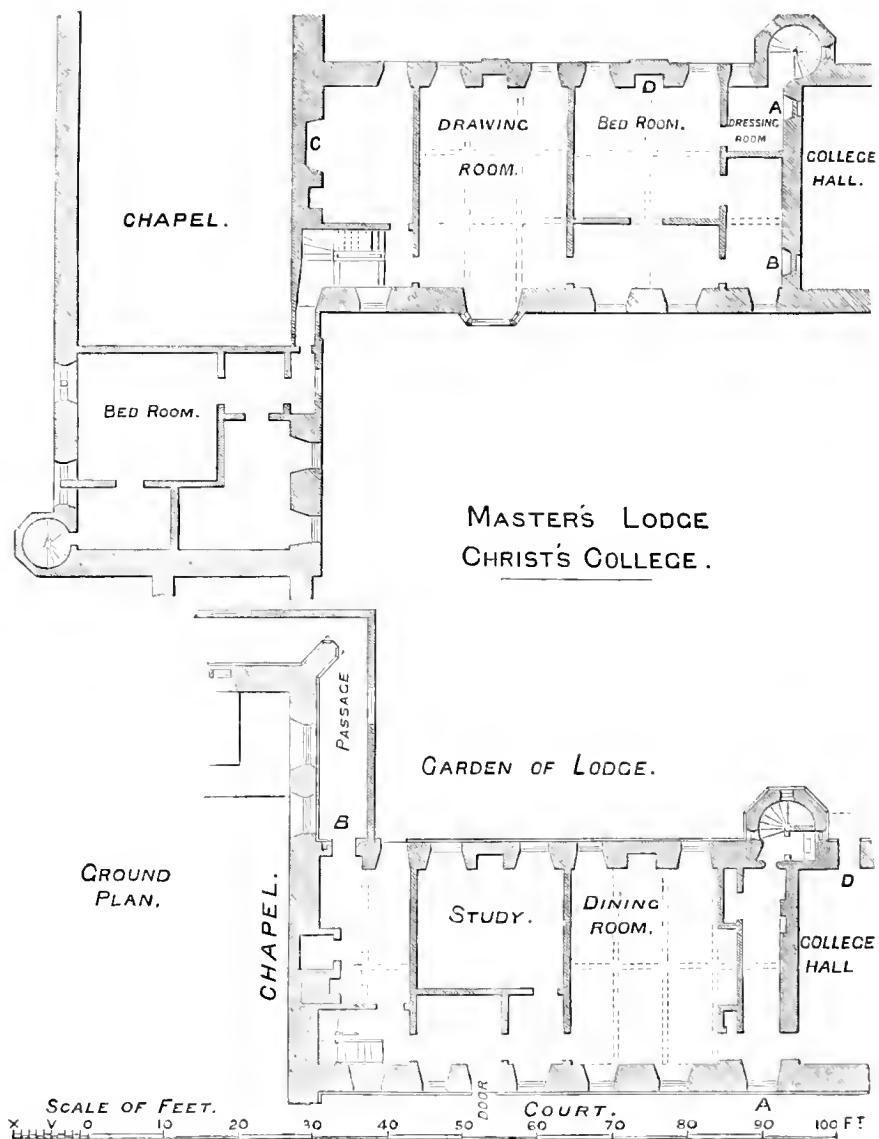 DRAWING
ROOM.
D
BED ROOM.
A
DRESSING
ROOM
COLLEGE
HALL.
C
CHAPEL.
B
BED ROOM.
MASTER'S LODGE
CHRIST'S COLLEGE.
PASSAGE
GARDEN OF LODGE.
B
GROUND
PLAN.
CHAPEL.
STUDY.
DINING
ROOM.
D
COLLEGE
HALL
SCALE OF FEET.
DOOR
COURT.
A
X V 0 10 20 30 40 50 60 70 80 90 100 FT